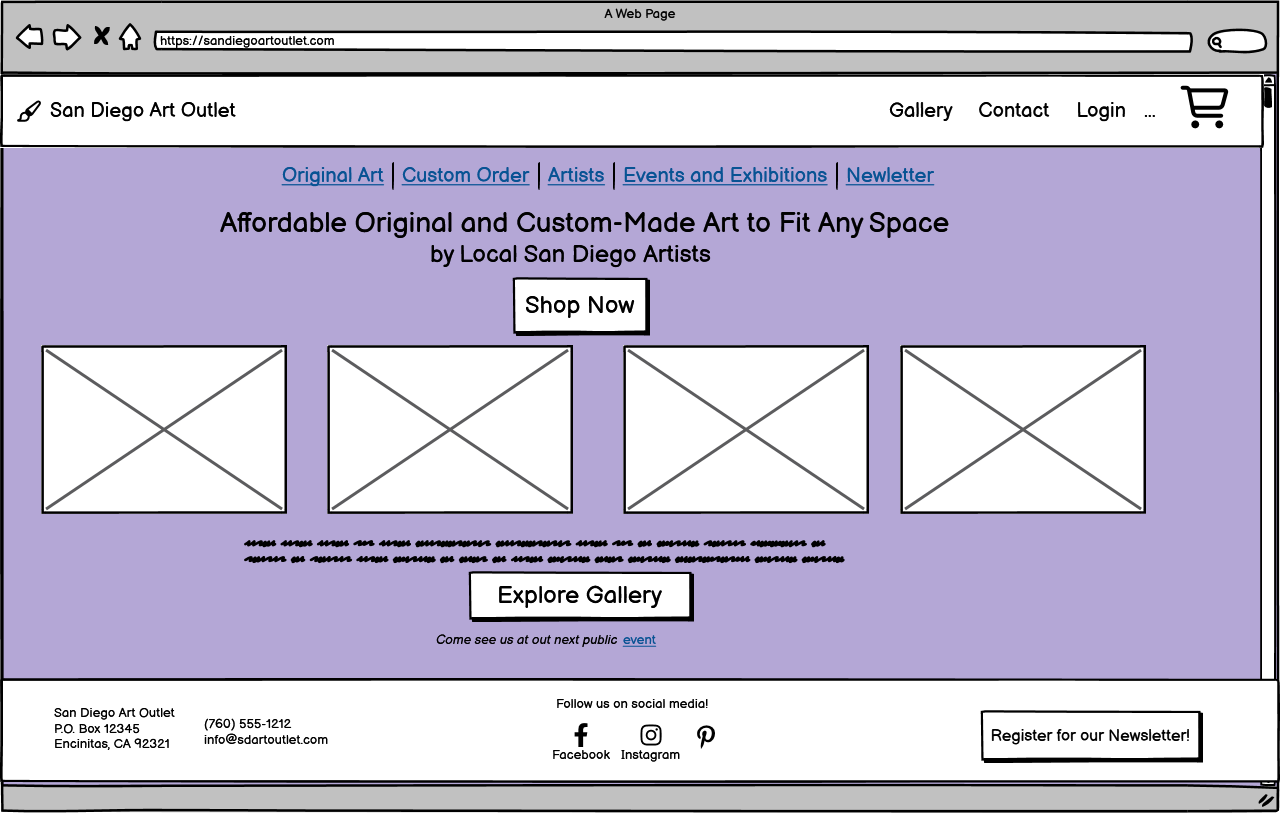 A Web Page
https://sandiegoartoutlet.com
San Diego Art Outlet Gallery Contact Login ...
Original Art | Custom Order | Artists | Events and Exhibitions | Newletter
Affordable Original and Custom-Made Art to Fit Any Space
by Local San Diego Artists
Shop Now
Explore Gallery
Come see us at out next public event
San Diego Art Outlet
P.O. Box 12345
Encinitas, CA 92321
(760) 555-1212
info@sdartoutlet.com
Follow us on social media!
Facebook Instagram
Register for our Newsletter!